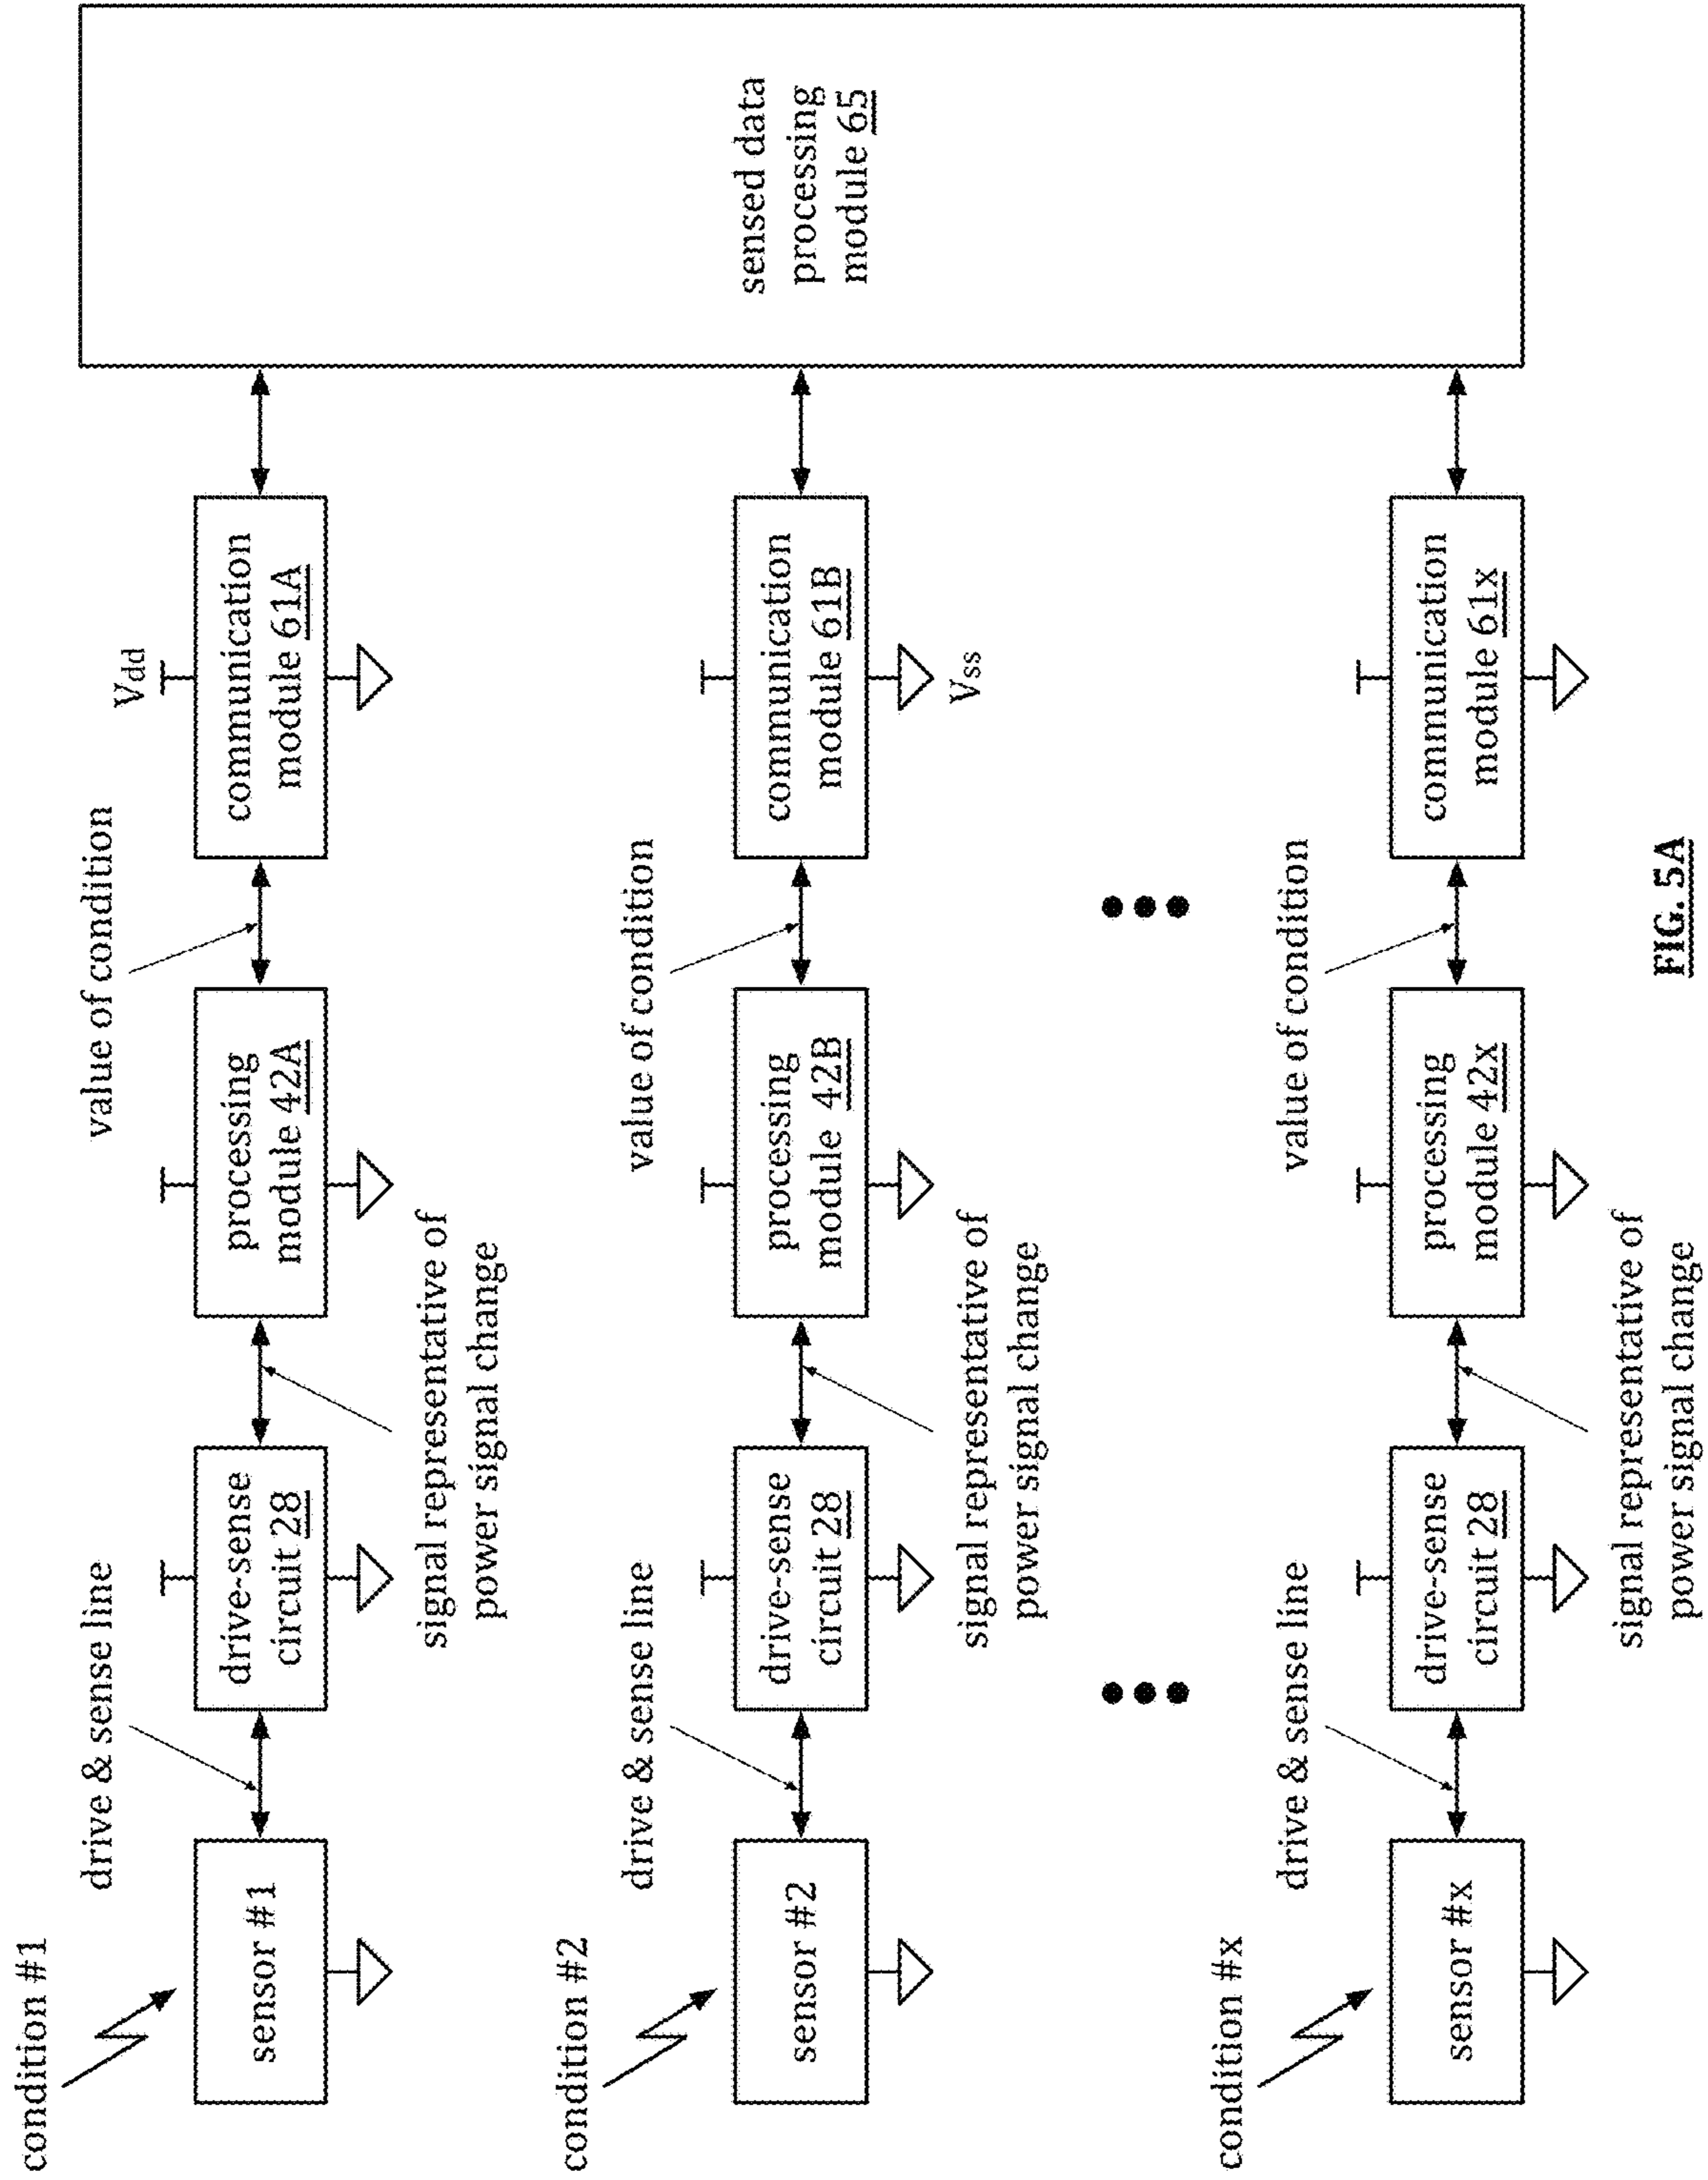 condition #1
sensor #1
drive & sense line
drive-sense
circuit 28
signal representative of
power signal change
processing
module 42A
value of condition
Vdd
communication
module 61A
condition #2
sensor #2
drive & sense line
drive-sense
circuit 28
signal representative of
power signal change
processing
module 42B
value of condition
communication
module 61B
Vss
condition #x
sensor #x
drive & sense line
drive-sense
circuit 28
signal representative of
power signal change
processing
module 42x
value of condition
communication
module 61x
sensed data
processing
module 65
FIG. 5A